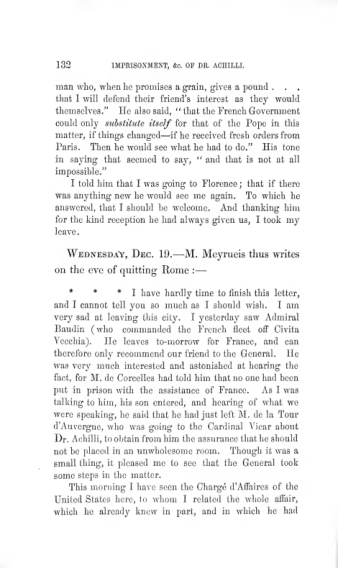 132 IMPRISONMENT, &c. OF DR. ACHILLI.
man who, when he promises a grain, gives a pound . . .
that I will defend their friend's interest as they would
themselves." He also said, "that the French Government
could only substitute itself for that of the Pope in this
matter, if things changed—if he received fresh orders from
Paris. Then he would see what he had to do." His tone
in saying that seemed to say, "and that is not at all
impossible."
I told him that I was going to Florence; that if there
was anything new he would see me again. To which he
answered, that I should be welcome. And thanking him
for the kind reception he had always given us, I took my
leave.
WEDNESDAY, DEC. 19.—M. Meyrueis thus writes
on the eve of quitting Rome :—
* * * I have hardly time to finish this letter,
and I cannot tell you so much as I should wish. I am
very sad at leaving this city. I yesterday saw Admiral
Baudin (who commanded the French fleet off Civita
Vecchia). He leaves to-morrow for France, and can
therefore only recommend our friend to the General. He
was very much interested and astonished at hearing the
fact, for M. de Corcelles had told him that no one had been
put in prison with the assistance of France. As I was
talking to him, his son entered, and hearing of what we
were speaking, he said that he had just left M. de la Tour
d'Auvergne, who was going to the Cardinal Vicar about
Dr. Achilli, to obtain from him the assurance that he should
not be placed in an unwholesome room. Though it was a
small thing, it pleased me to see that the General took
some steps in the matter.
This morning I have seen the Chargé d'Affaires of the
United States here, to whom I related the whole affair,
which he already knew in part, and in which he had